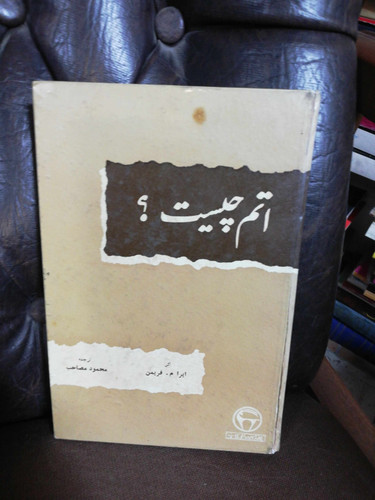 اتم چیست ؟
از
ایرا م. فریمن
ترجمه
محمود مصاحب